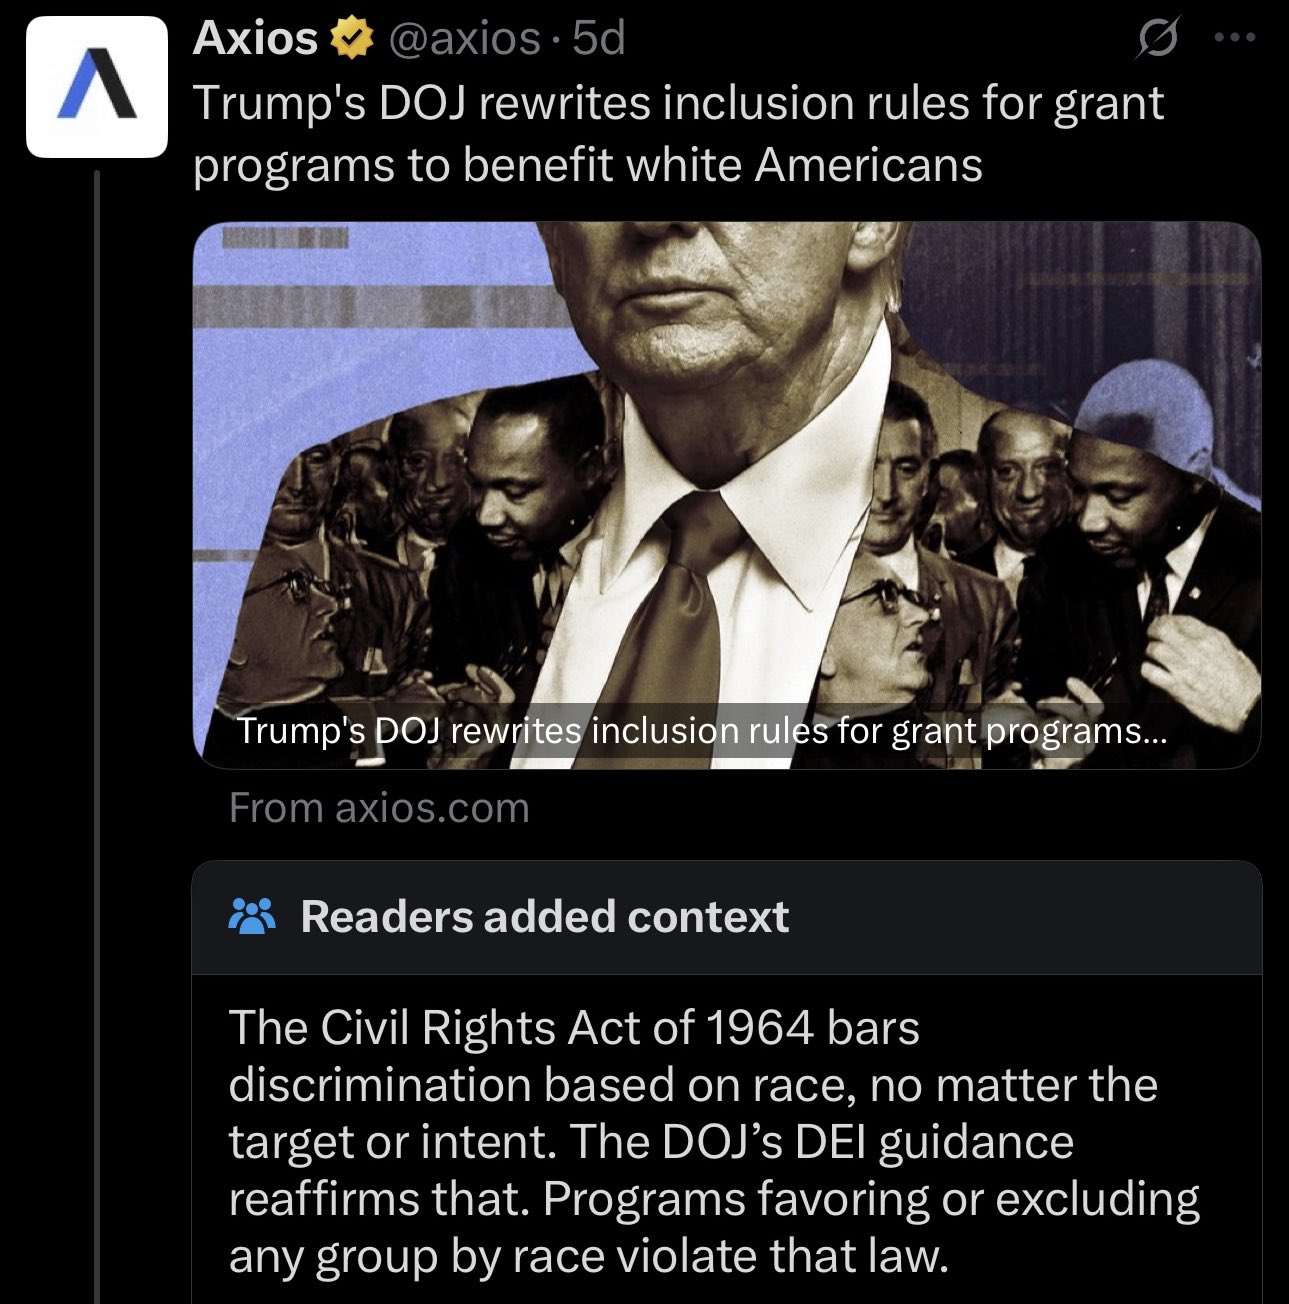 Axios @axios · 5d
Trump's DOJ rewrites inclusion rules for grant
programs to benefit white Americans
Trump's DOJ rewrites inclusion rules for grant programs...
From axios.com
Readers added context
The Civil Rights Act of 1964 bars
discrimination based on race, no matter the
target or intent. The DOJ’s DEI guidance
reaffirms that. Programs favoring or excluding
any group by race violate that law.